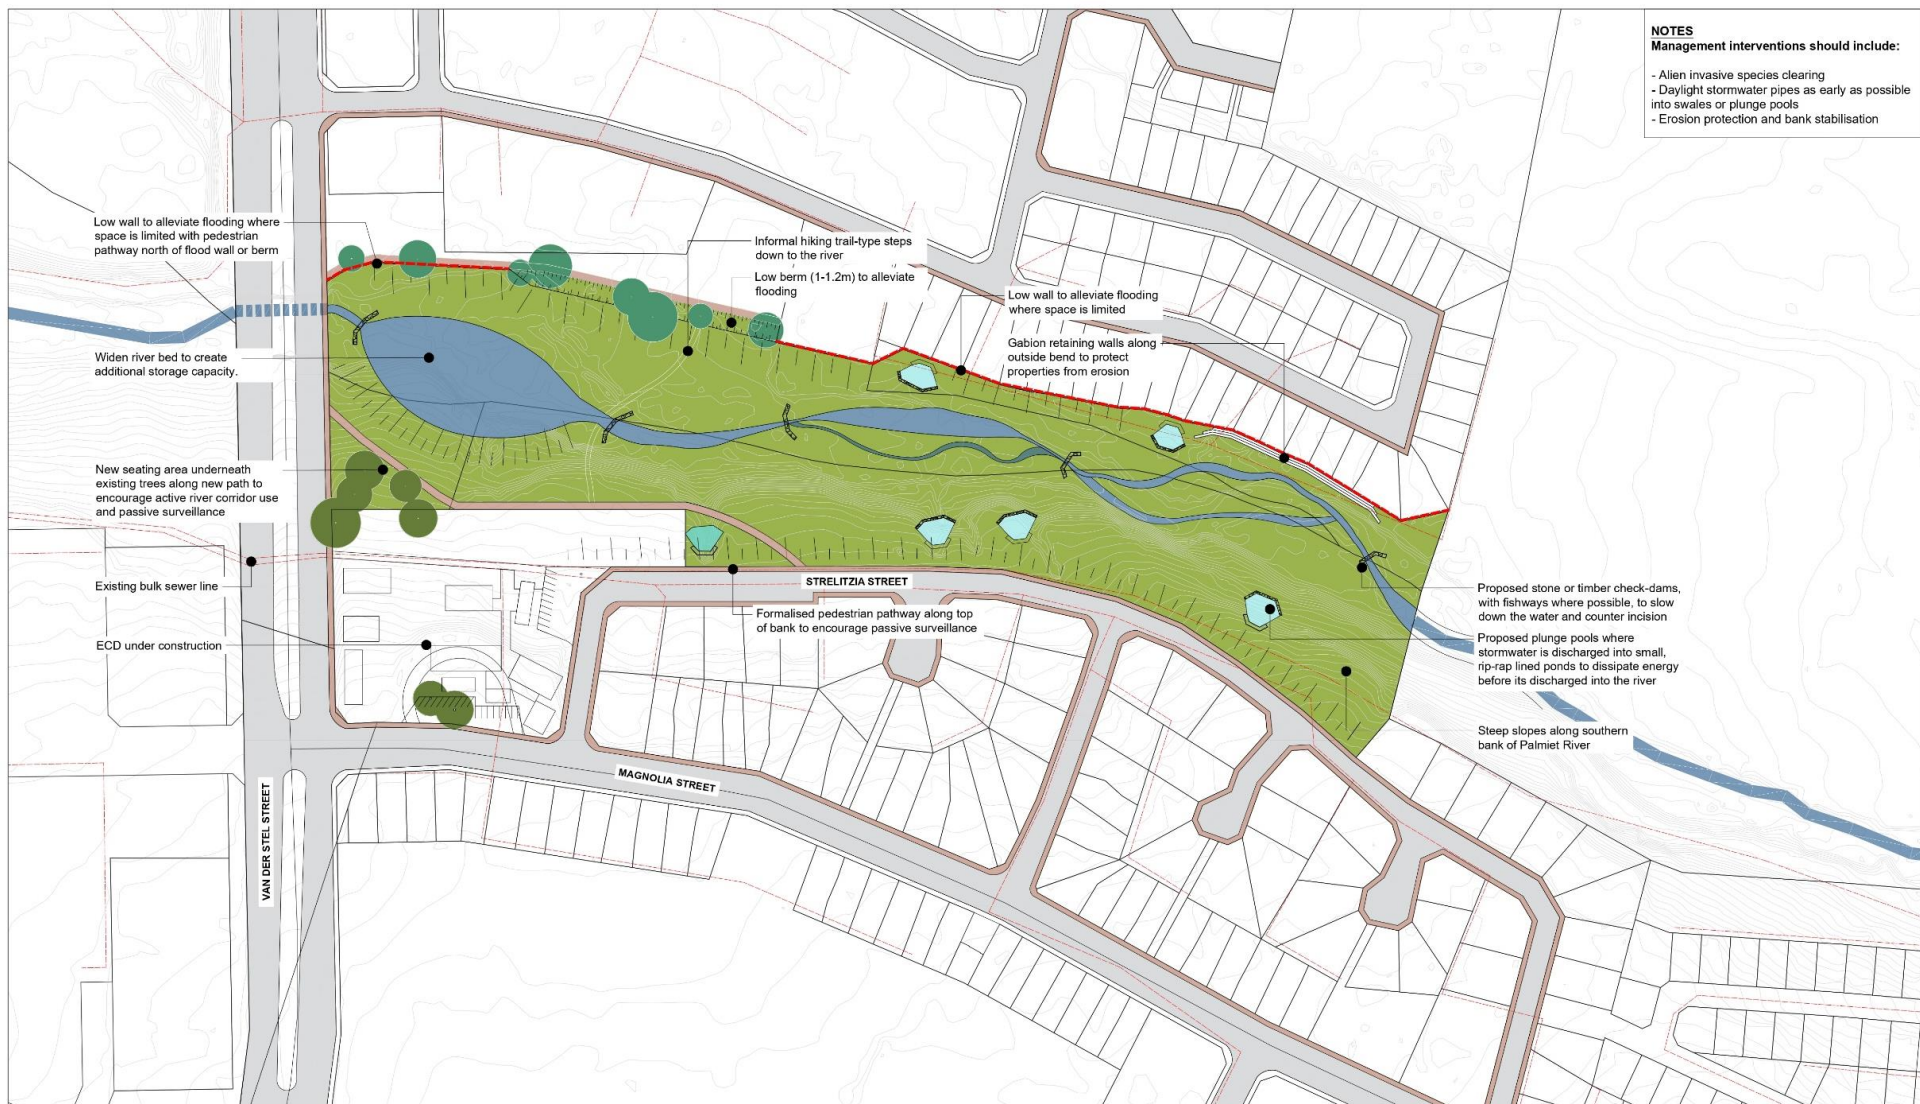 NOTES
Management interventions should include:
- Alien invasive species clearing
- Daylight stormwater pipes as early as possible
into swales or plunge pools
- Erosion protection and bank stabilisation
Low wall to alleviate flooding where
space is limited with pedestrian
pathway north of flood wall or berm
Informal hiking trail-type steps
down to the river
Low berm (1-1.2m) to alleviate
flooding
Low wall to alleviate flooding
where space is limited
Gabion retaining walls along
outside bend to protect
properties from erosion
Widen river bed to create
additional storage capacity.
New seating area underneath
existing trees along new path to
encourage active river corridor use
and passive surveillance
Existing bulk sewer line
STRELITZIA STREET
Formalised pedestrian pathway along top
of bank to encourage passive surveillance
Proposed stone or timber check-dams,
with fishways where possible, to slow
down the water and counter incision
Proposed plunge pools where
stormwater is discharged into small,
rip-rap lined ponds to dissipate energy
before its discharged into the river
ECD under construction
Steep slopes along southern
bank of Palmiet River
MAGNOLIA STREET
VAN DER STEL STREET